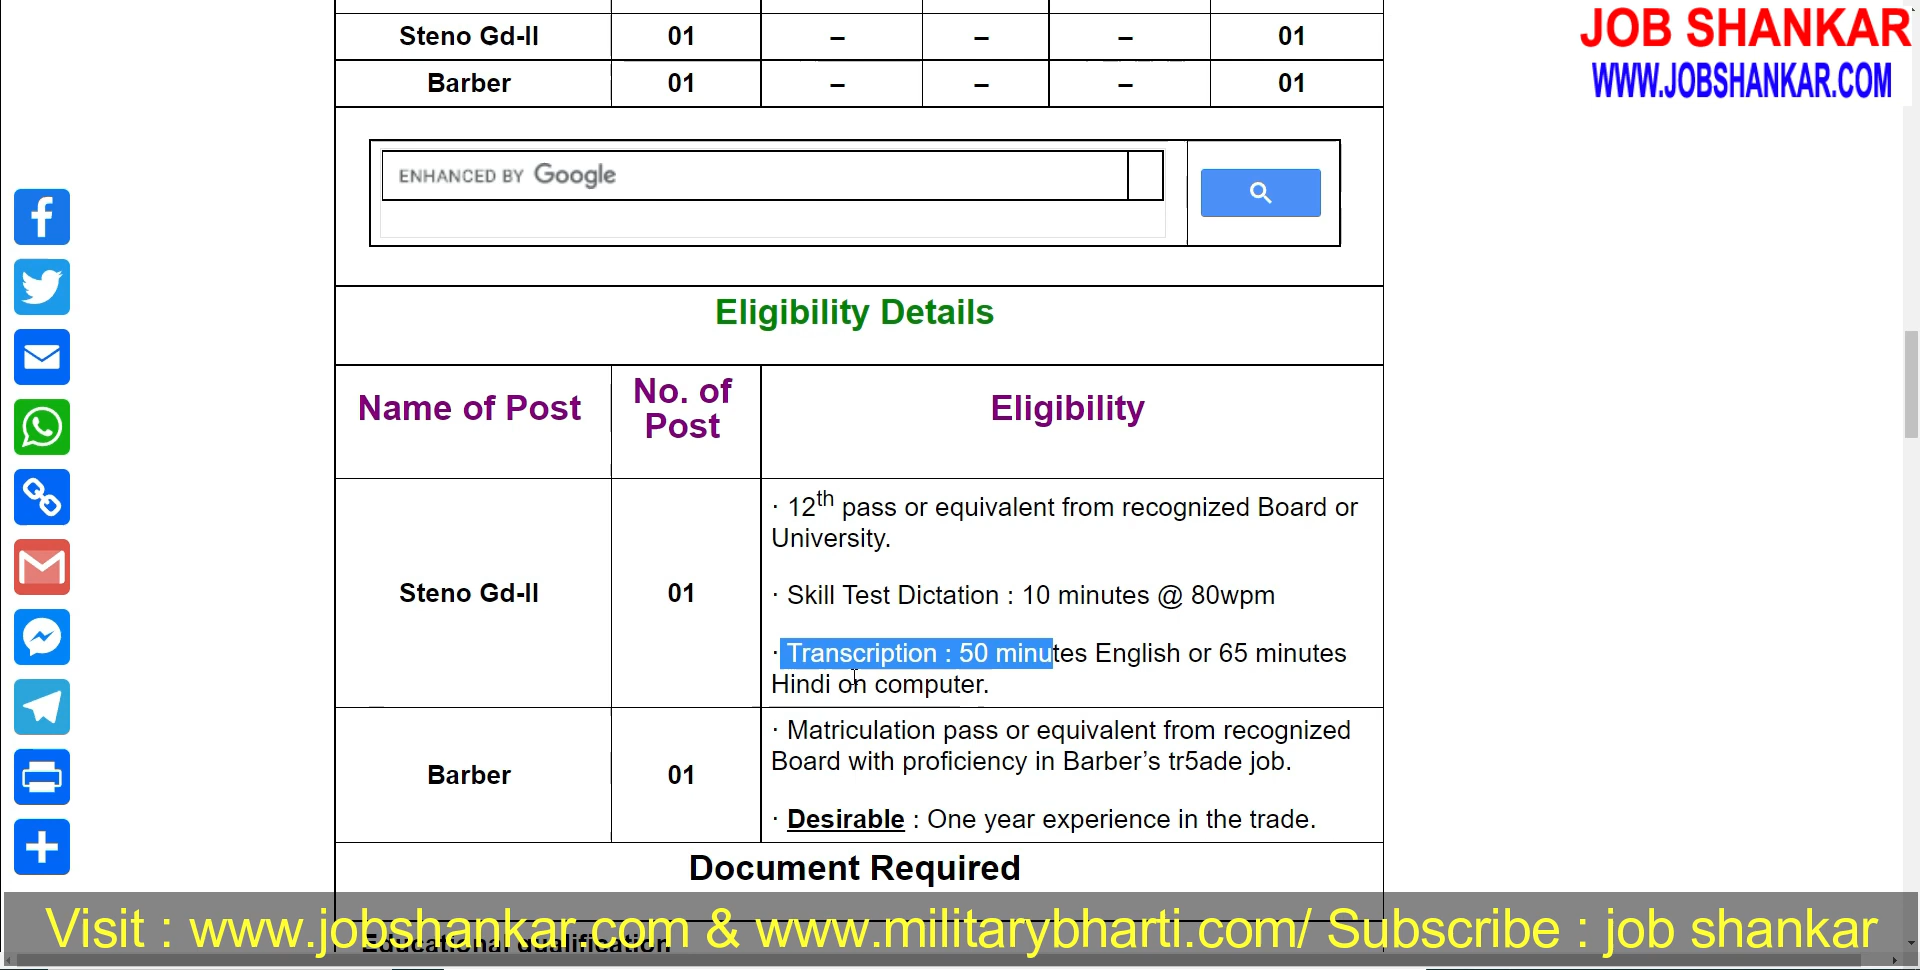 JOB SHANKAR
WWW.JOBSHANKAR.COM
Steno Gd-II 01 – – – 01
Barber 01 – – – 01
ENHANCED BY Google
Eligibility Details
Name of Post No. of Post Eligibility
Steno Gd-II 01
· 12th pass or equivalent from recognized Board or
University.
· Skill Test Dictation : 10 minutes @ 80wpm
· Transcription : 50 minutes English or 65 minutes
Hindi on computer.
Barber 01
· Matriculation pass or equivalent from recognized
Board with proficiency in Barber’s tr5ade job.
· Desirable : One year experience in the trade.
Document Required
Educational qualification.
Visit : www.jobshankar.com & www.militarybharti.com/ Subscribe : job shankar